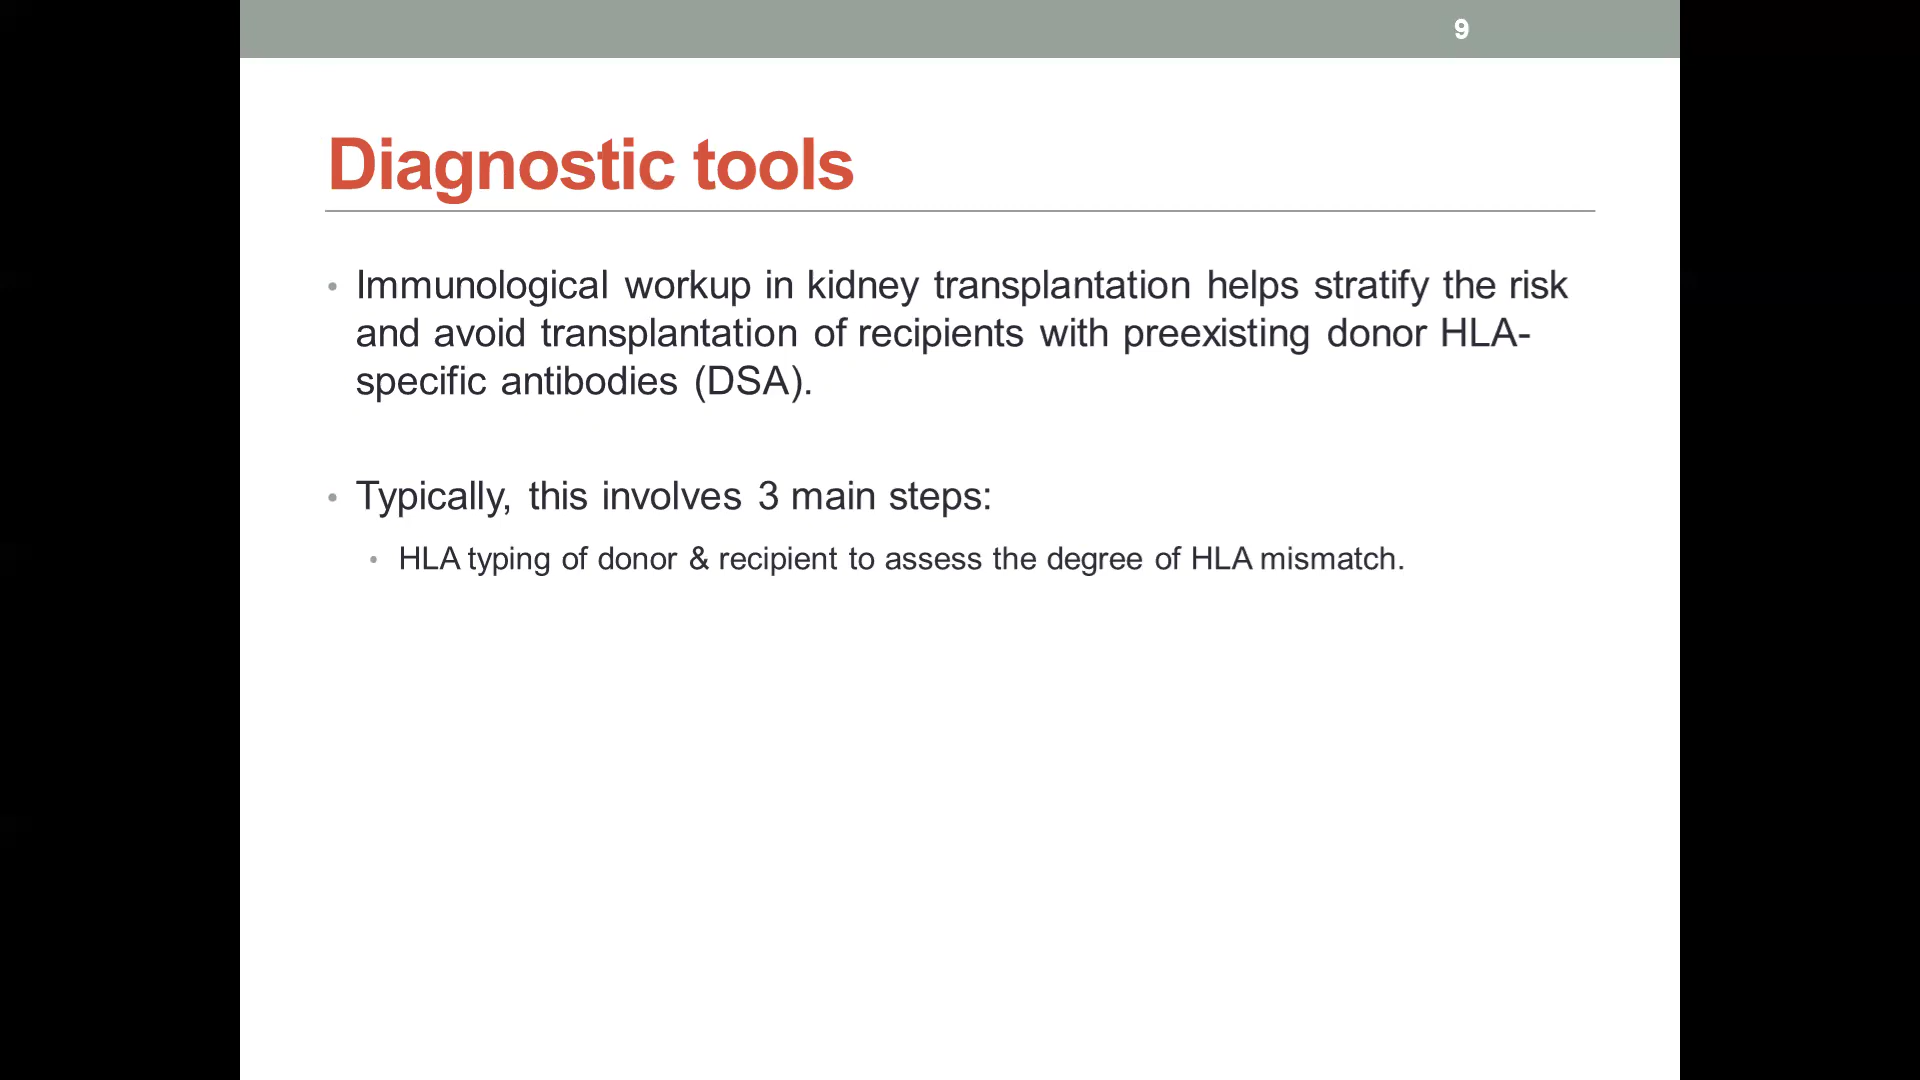 9
Diagnostic tools
• Immunological workup in kidney transplantation helps stratify the risk
and avoid transplantation of recipients with preexisting donor HLA-
specific antibodies (DSA).
• Typically, this involves 3 main steps:
• HLA typing of donor & recipient to assess the degree of HLA mismatch.